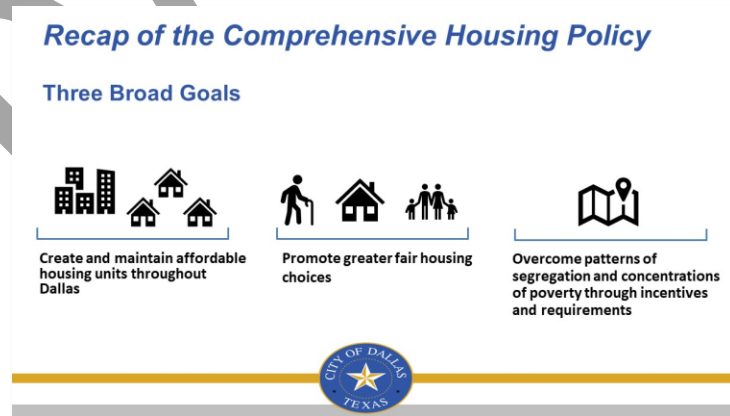 Recap of the Comprehensive Housing Policy
Three Broad Goals
Create and maintain affordable
housing units throughout
Dallas
Promote greater fair housing
choices
Overcome patterns of
segregation and concentrations
of poverty through incentives
and requirements
CITY OF DALLAS
TEXAS